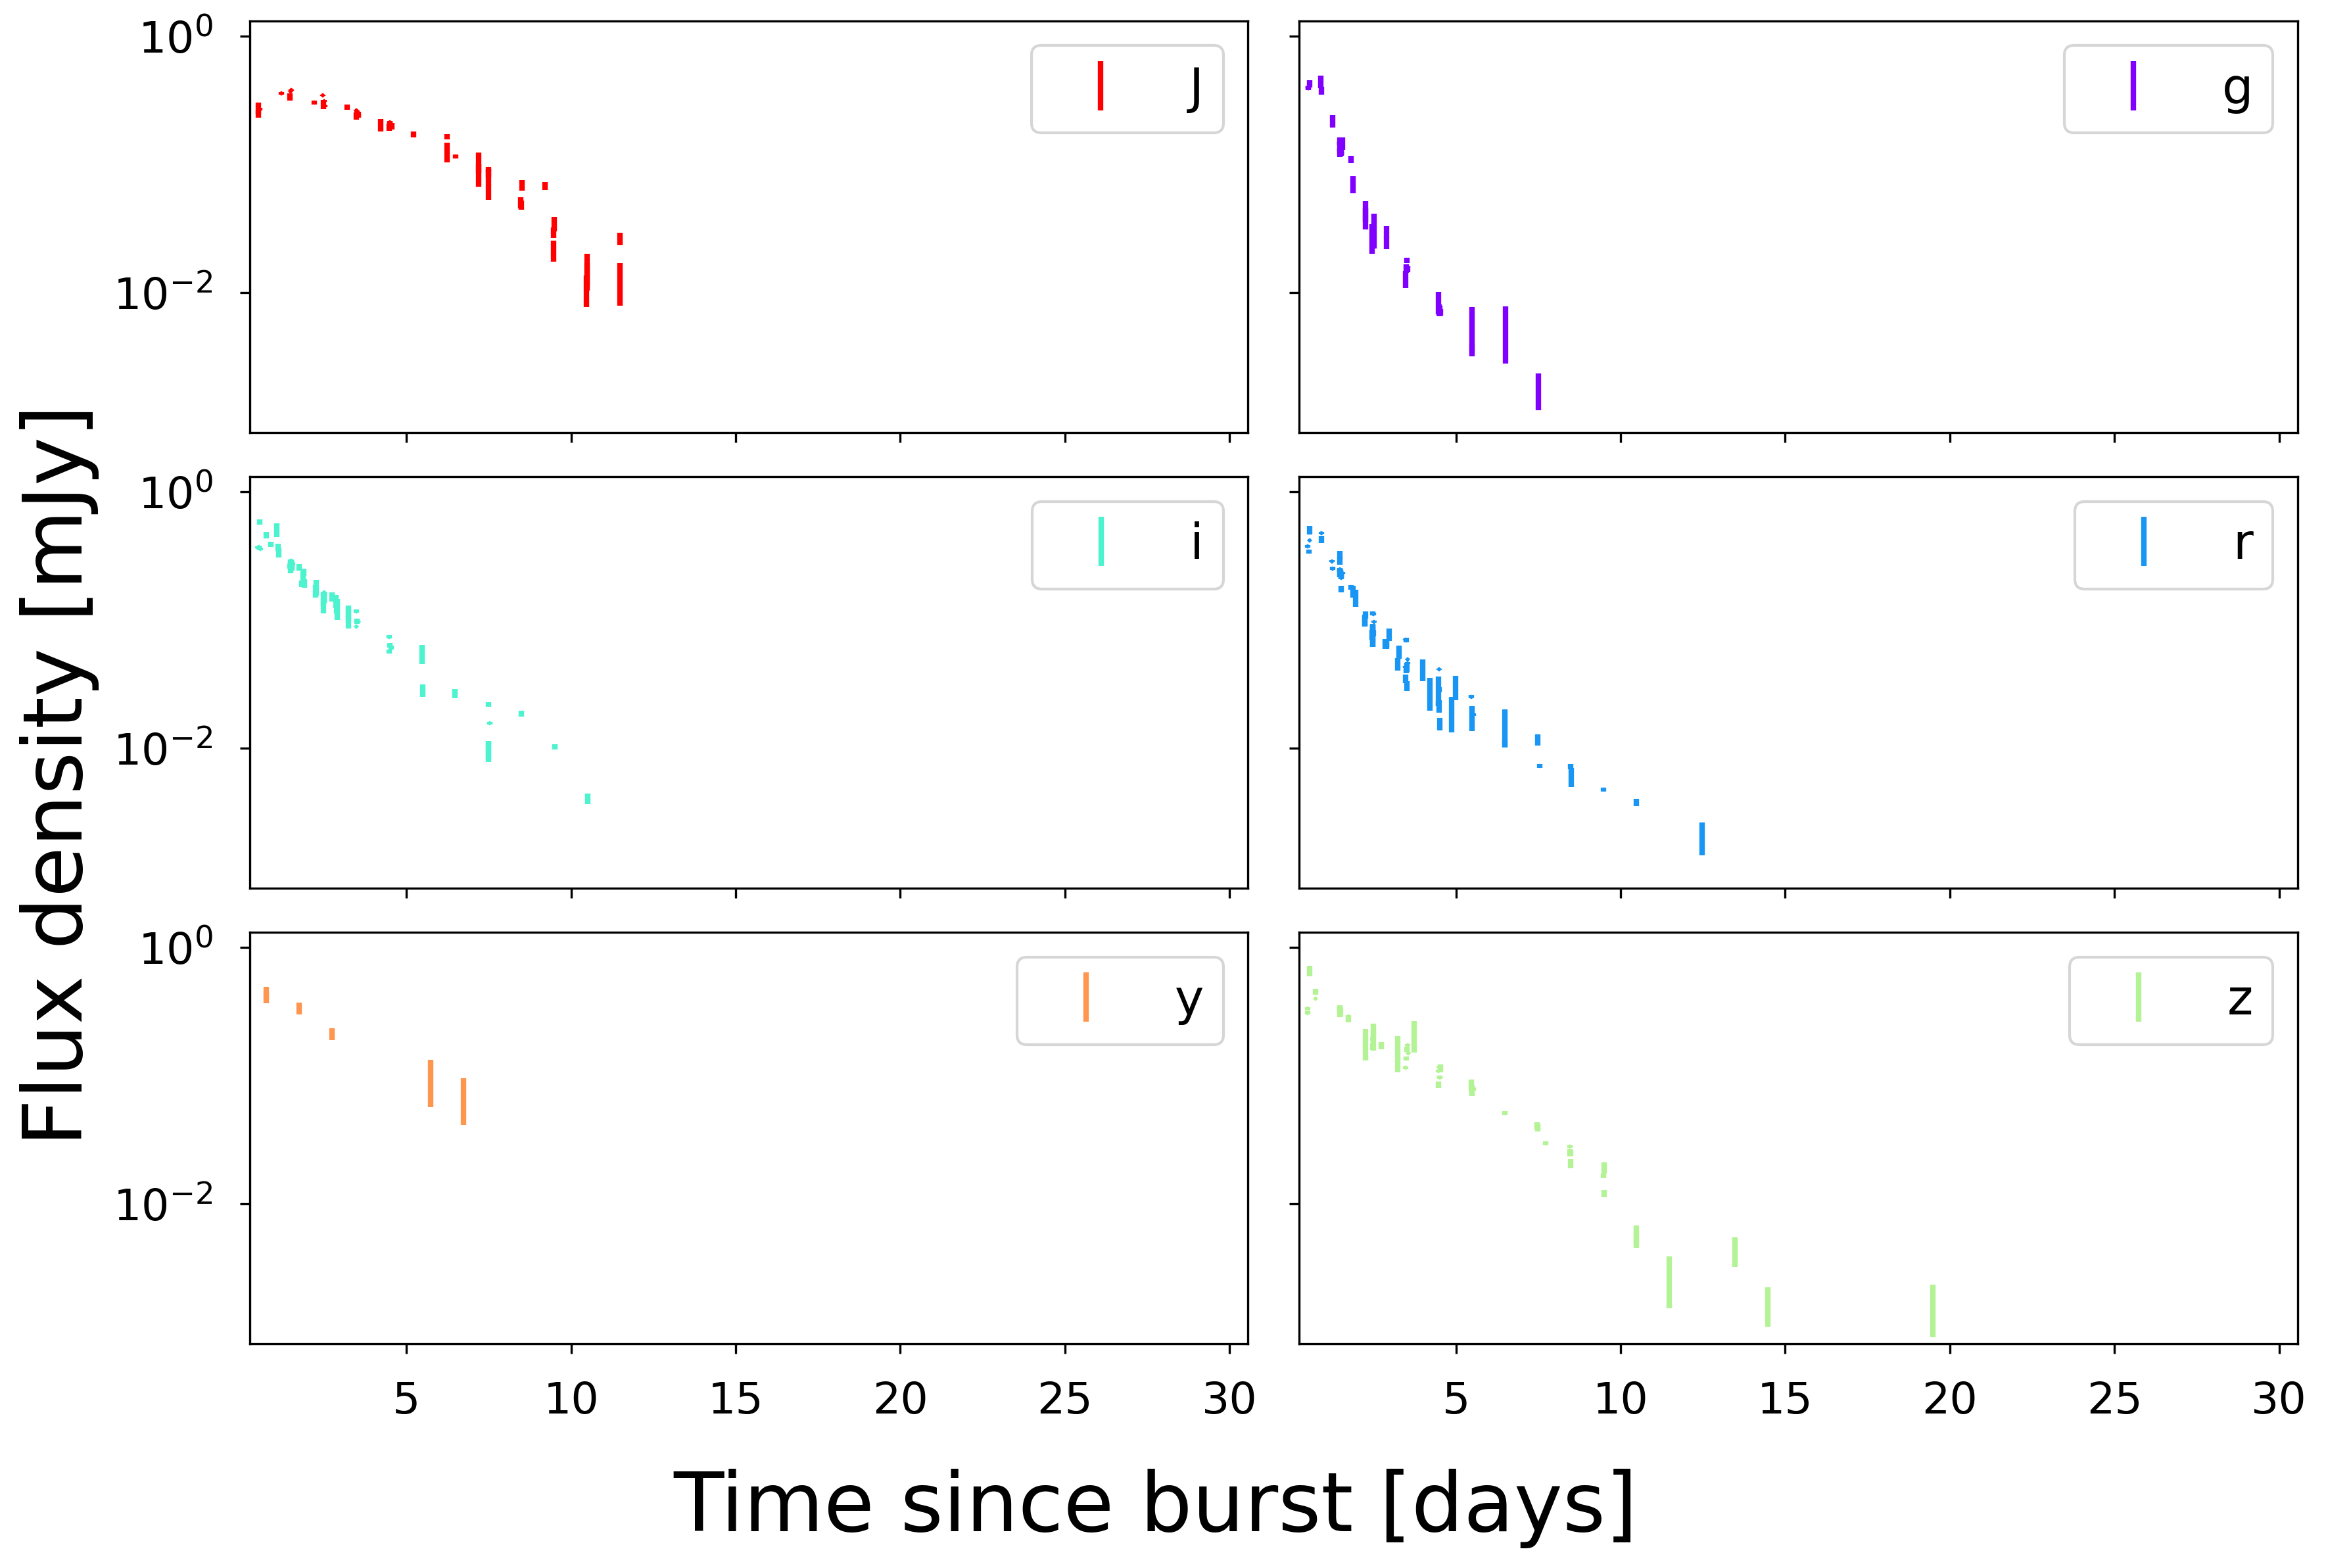 10⁰
J
g
10⁻²
Flux density [mJy]
10⁰
i
r
10⁻²
10⁰
y
z
10⁻²
5 10 15 20 25 30 5 10 15 20 25 30
Time since burst [days]